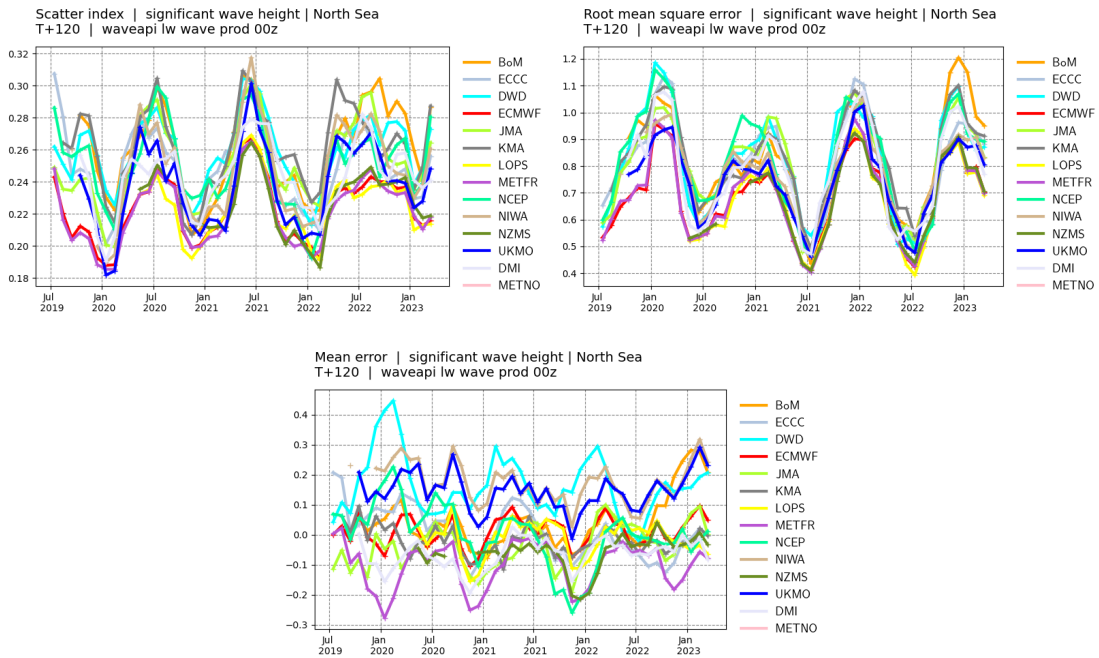 Scatter index | significant wave height | North Sea
T+120 | waveapi lw wave prod 00z
0.32
0.30
0.28
0.26
0.24
0.22
0.20
0.18
Jul 2019
Jan 2020
Jul 2020
Jan 2021
Jul 2021
Jan 2022
Jul 2022
Jan 2023
BoM
ECCC
DWD
ECMWF
JMA
KMA
LOPS
METFR
NCEP
NIWA
NZMS
UKMO
DMI
METNO
Root mean square error | significant wave height | North Sea
T+120 | waveapi lw wave prod 00z
1.2
1.1
1.0
0.9
0.8
0.7
0.6
0.5
0.4
Jul 2019
Jan 2020
Jul 2020
Jan 2021
Jul 2021
Jan 2022
Jul 2022
Jan 2023
BoM
ECCC
DWD
ECMWF
JMA
KMA
LOPS
METFR
NCEP
NIWA
NZMS
UKMO
DMI
METNO
Mean error | significant wave height | North Sea
T+120 | waveapi lw wave prod 00z
0.4
0.3
0.2
0.1
0.0
−0.1
−0.2
−0.3
Jul 2019
Jan 2020
Jul 2020
Jan 2021
Jul 2021
Jan 2022
Jul 2022
Jan 2023
BoM
ECCC
DWD
ECMWF
JMA
KMA
LOPS
METFR
NCEP
NIWA
NZMS
UKMO
DMI
METNO